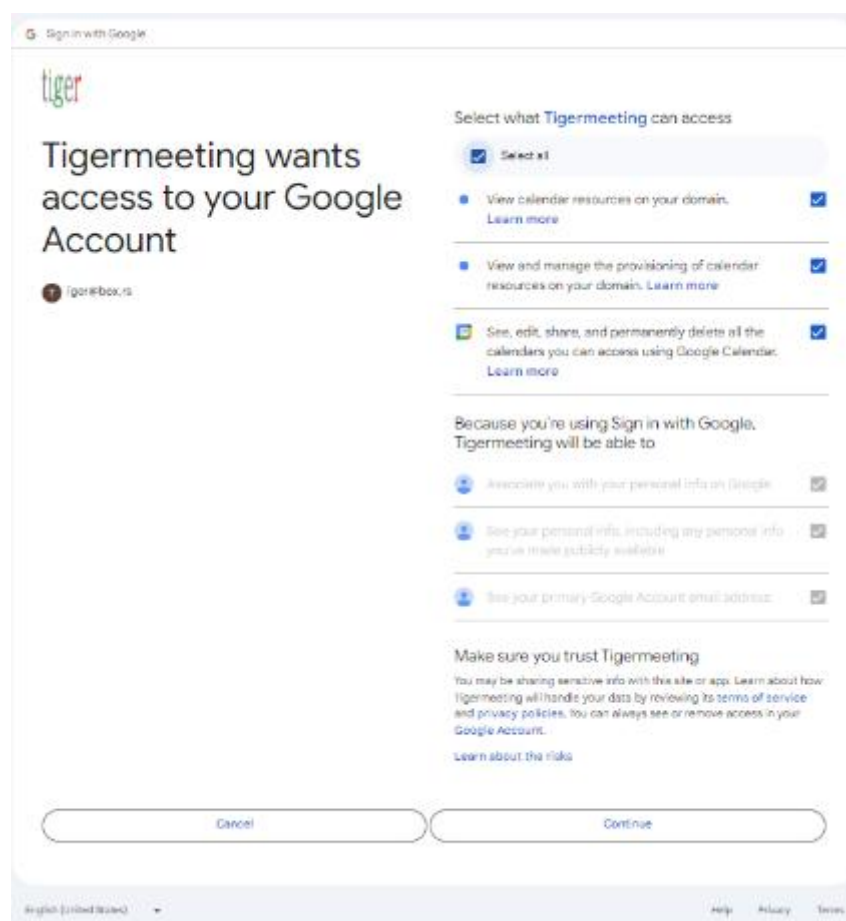 Sign in with Google
tiger
Tigermeeting wants
access to your Google
Account
Select what Tigermeeting can access
Select all
View calendar resources on your domain.
Learn more
View and manage the provisioning of calendar
resources on your domain. Learn more
See, edit, share, and permanently delete all the
calendars you can access using Google Calendar.
Learn more
Because you're using Sign in with Google,
Tigermeeting will be able to
Associate you with your personal info on Google
See your personal info, including any personal info
you've made publicly available
See your primary Google Account email address
Make sure you trust Tigermeeting
You may be sharing sensitive info with this site or app. Learn about how
Tigermeeting will handle your data by reviewing its terms of service
and privacy policies. You can always see or remove access in your
Google Account.
Learn about the risks
Cancel
Continue
English (United States)
Help Privacy Terms